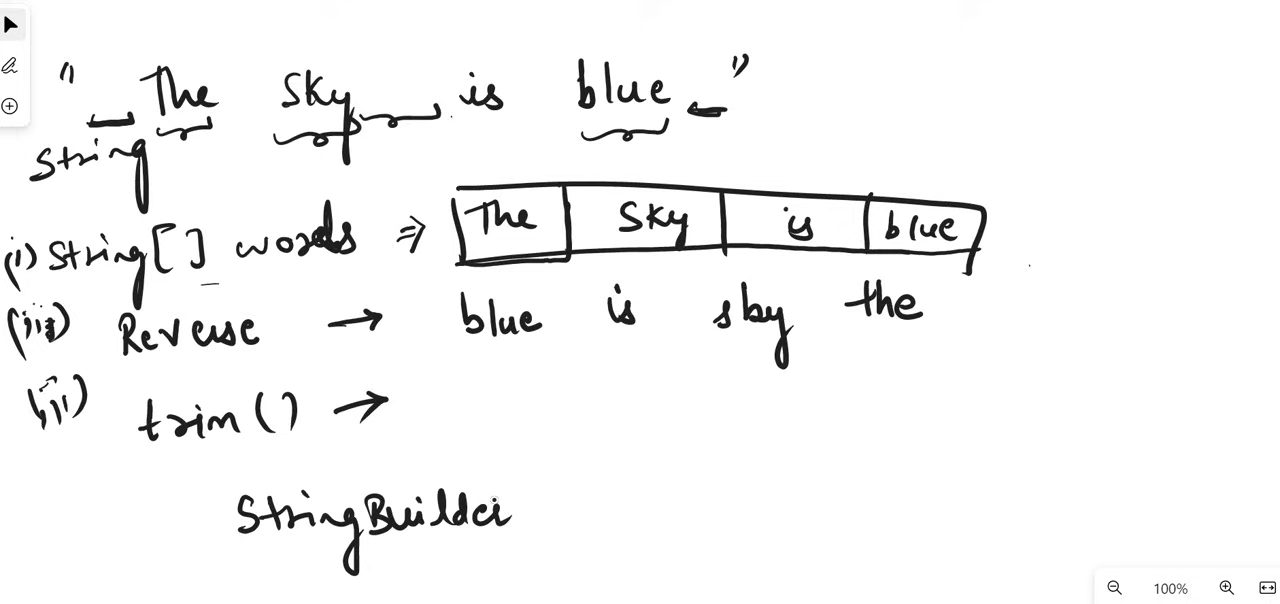 " The Sky is blue "
String
(i) String[] words ⇒ The Sky is blue
(iii) Reverse → blue is sky the
(ii) trim() →
StringBuilder
100%